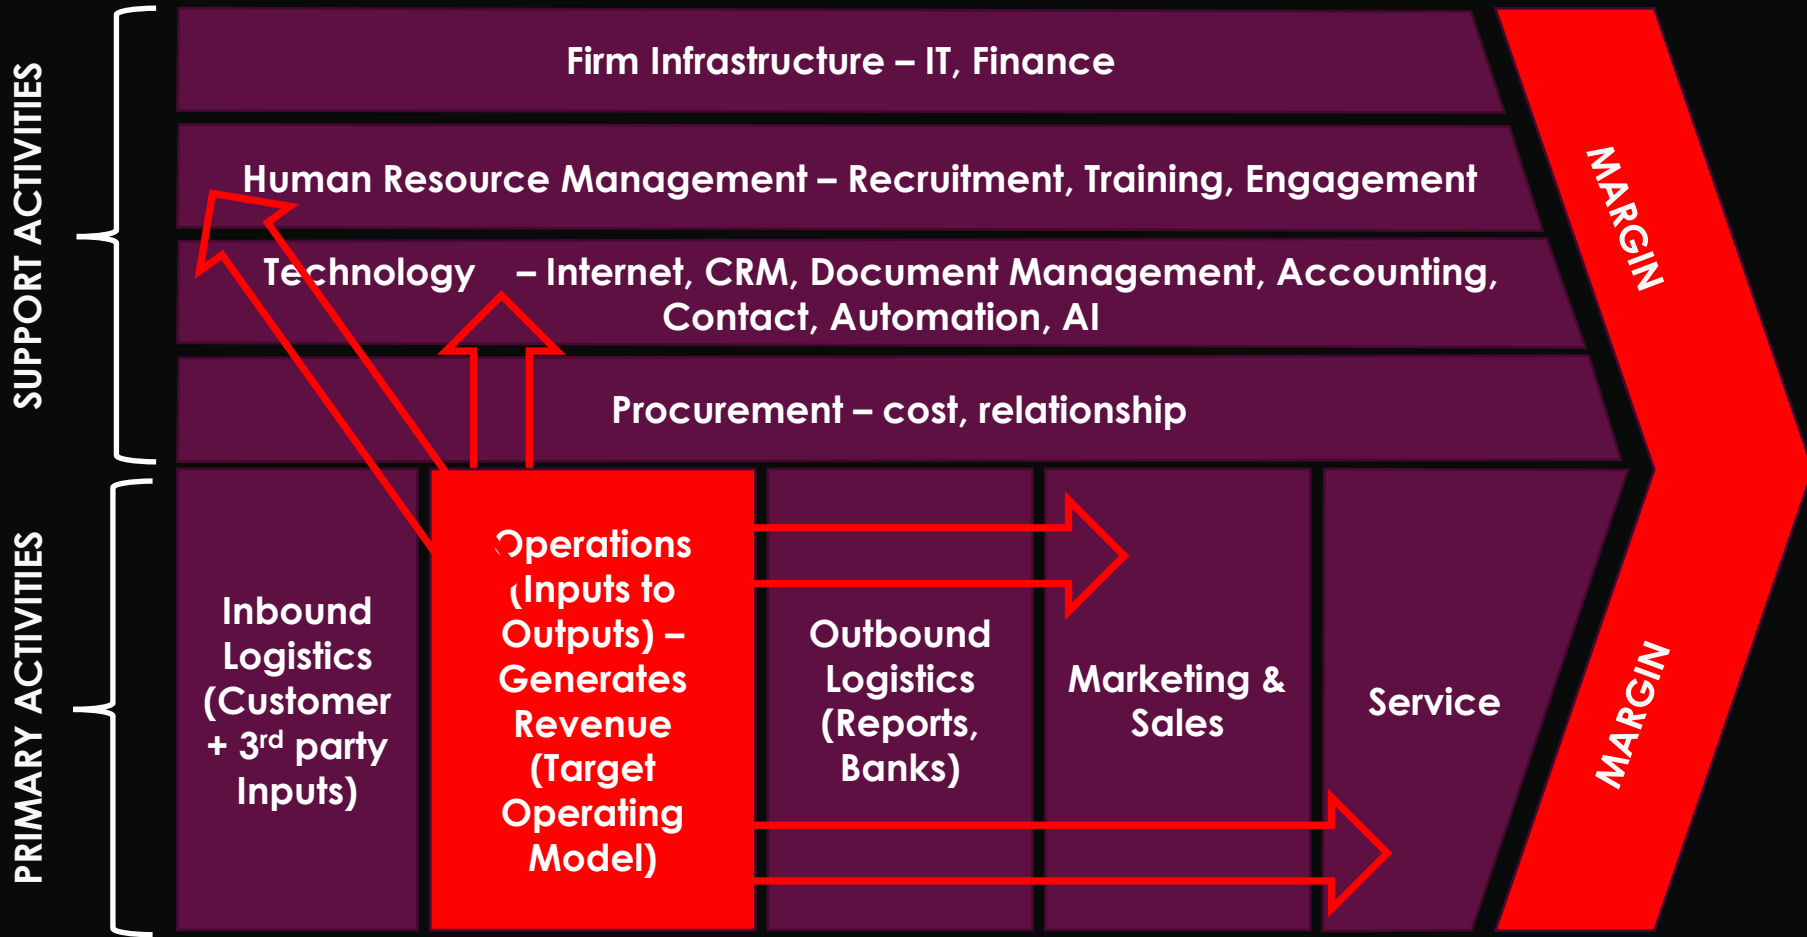 SUPPORT ACTIVITIES
Firm Infrastructure – IT, Finance
Human Resource Management – Recruitment, Training, Engagement
Technology – Internet, CRM, Document Management, Accounting,
Contact, Automation, AI
Procurement – cost, relationship
MARGIN
PRIMARY ACTIVITIES
Inbound
Logistics
(Customer
+ 3rd party
Inputs)
Operations
(Inputs to
Outputs) –
Generates
Revenue
(Target
Operating
Model)
Outbound
Logistics
(Reports,
Banks)
Marketing &
Sales
Service
MARGIN